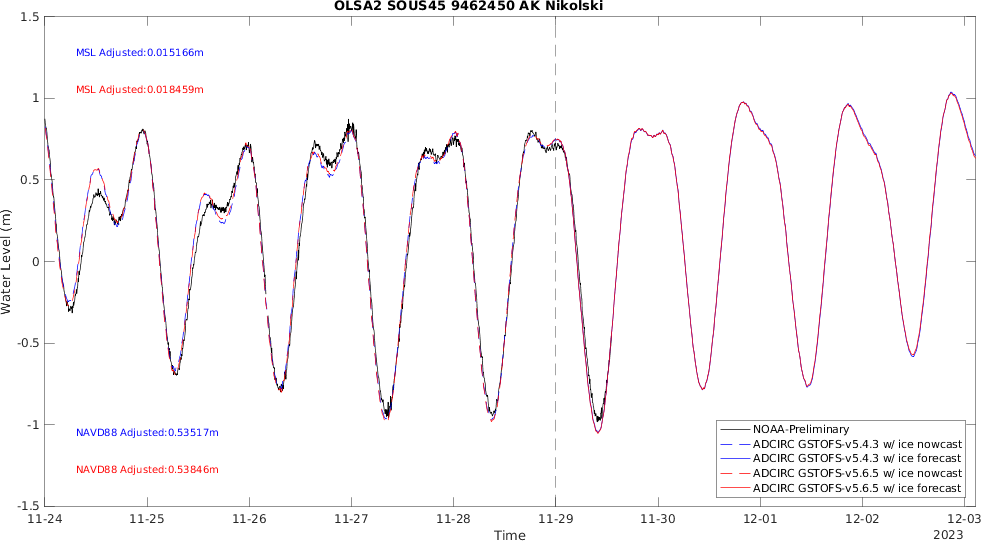 OLSA2 SOUS45 9462450 AK Nikolski
1.5
1
0.5
0
-0.5
-1
-1.5
Water Level (m)
MSL Adjusted:0.015166m
MSL Adjusted:0.018459m
NAVD88 Adjusted:0.53517m
NAVD88 Adjusted:0.53846m
NOAA-Preliminary
ADCIRC GSTOFS-v5.4.3 w/ ice nowcast
ADCIRC GSTOFS-v5.4.3 w/ ice forecast
ADCIRC GSTOFS-v5.6.5 w/ ice nowcast
ADCIRC GSTOFS-v5.6.5 w/ ice forecast
11-24 11-25 11-26 11-27 11-28 11-29 11-30 12-01 12-02 12-03
Time
2023